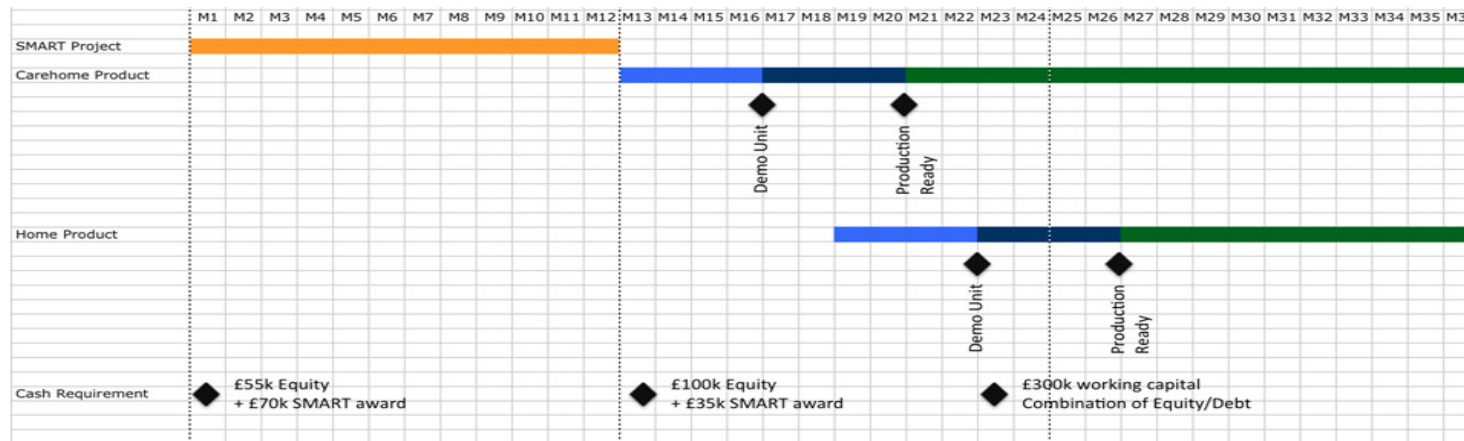 M1 M2 M3 M4 M5 M6 M7 M8 M9 M10 M11 M12 M13 M14 M15 M16 M17 M18 M19 M20 M21 M22 M23 M24 M25 M26 M27 M28 M29 M30 M31 M32 M33 M34 M35
SMART Project
Carehome Product
Demo Unit
Production
Ready
Home Product
Demo Unit
Production
Ready
Cash Requirement
£55k Equity
+ £70k SMART award
£100k Equity
+ £35k SMART award
£300k working capital
Combination of Equity/Debt